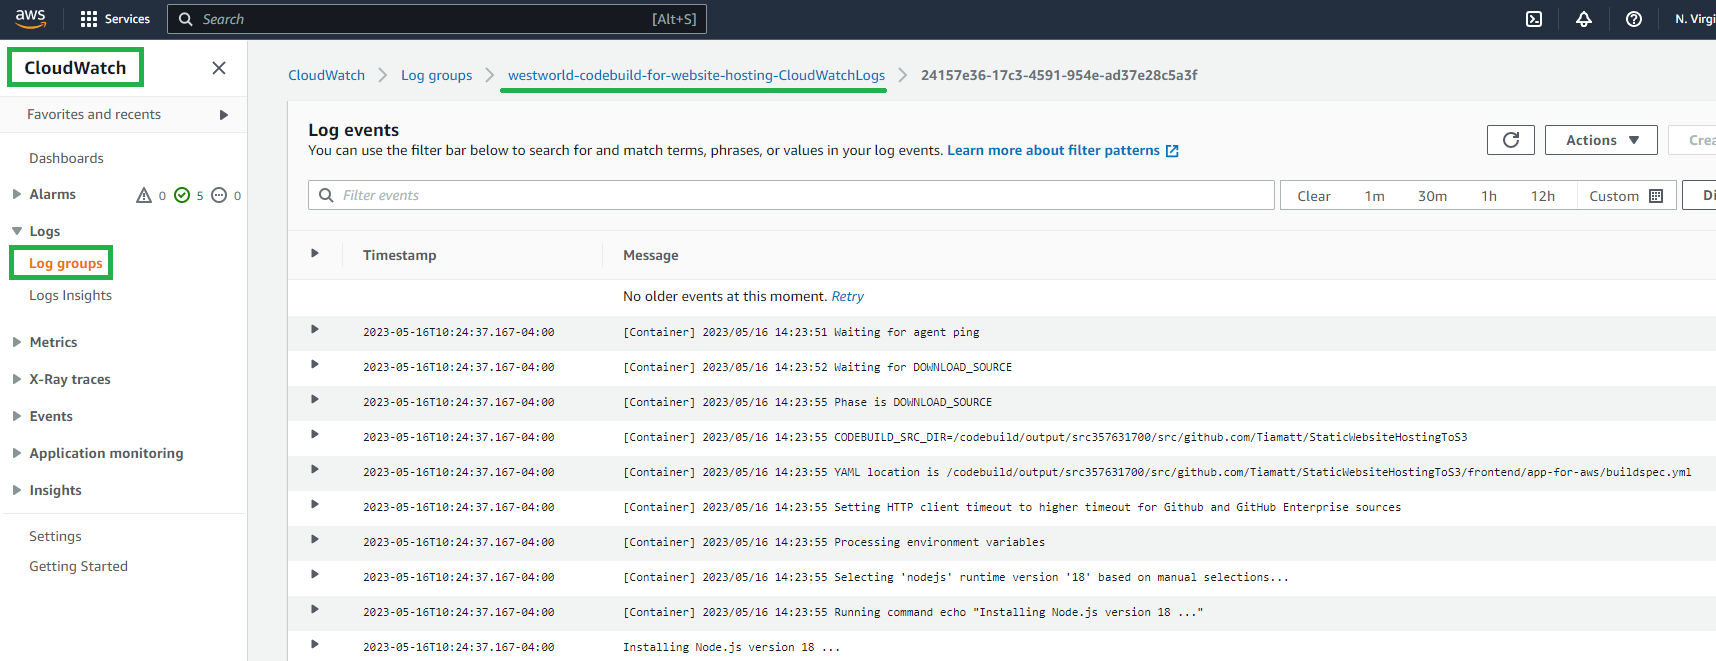 aws Services Search [Alt+S] N. Virgi
CloudWatch
Favorites and recents
Dashboards
Alarms 0 5 0
Logs
Log groups
Logs Insights
Metrics
X-Ray traces
Events
Application monitoring
Insights
Settings
Getting Started
CloudWatch Log groups westworld-codebuild-for-website-hosting-CloudWatchLogs 24157e36-17c3-4591-954e-ad37e28c5a3f
Log events
You can use the filter bar below to search for and match terms, phrases, or values in your log events. Learn more about filter patterns
Actions Crea
Filter events Clear 1m 30m 1h 12h Custom Di
Timestamp Message
No older events at this moment. Retry
2023-05-16T10:24:37.167-04:00 [Container] 2023/05/16 14:23:51 Waiting for agent ping
2023-05-16T10:24:37.167-04:00 [Container] 2023/05/16 14:23:52 Waiting for DOWNLOAD_SOURCE
2023-05-16T10:24:37.167-04:00 [Container] 2023/05/16 14:23:55 Phase is DOWNLOAD_SOURCE
2023-05-16T10:24:37.167-04:00 [Container] 2023/05/16 14:23:55 CODEBUILD_SRC_DIR=/codebuild/output/src357631700/src/github.com/Tiamatt/StaticWebsiteHostingToS3
2023-05-16T10:24:37.167-04:00 [Container] 2023/05/16 14:23:55 YAML location is /codebuild/output/src357631700/src/github.com/Tiamatt/StaticWebsiteHostingToS3/frontend/app-for-aws/buildspec.yml
2023-05-16T10:24:37.167-04:00 [Container] 2023/05/16 14:23:55 Setting HTTP client timeout to higher timeout for Github and GitHub Enterprise sources
2023-05-16T10:24:37.167-04:00 [Container] 2023/05/16 14:23:55 Processing environment variables
2023-05-16T10:24:37.167-04:00 [Container] 2023/05/16 14:23:55 Selecting 'nodejs' runtime version '18' based on manual selections...
2023-05-16T10:24:37.167-04:00 [Container] 2023/05/16 14:23:55 Running command echo "Installing Node.js version 18 ..."
2023-05-16T10:24:37.167-04:00 Installing Node.js version 18 ...